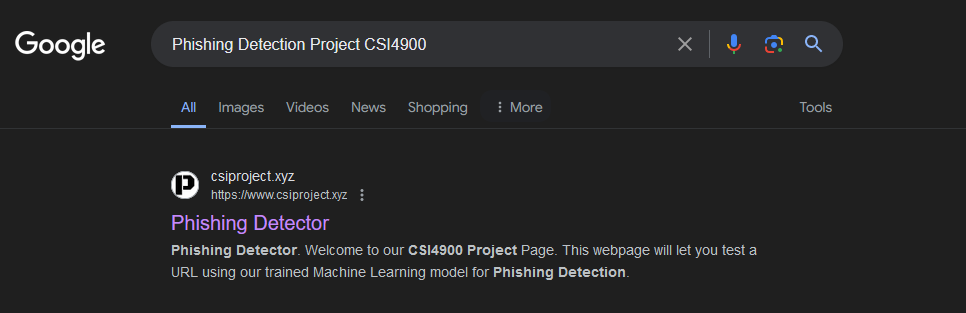 Google
Phishing Detection Project CSI4900
All Images Videos News Shopping More Tools
P
csiproject.xyz
https://www.csiproject.xyz
Phishing Detector
Phishing Detector. Welcome to our CSI4900 Project Page. This webpage will let you test a
URL using our trained Machine Learning model for Phishing Detection.